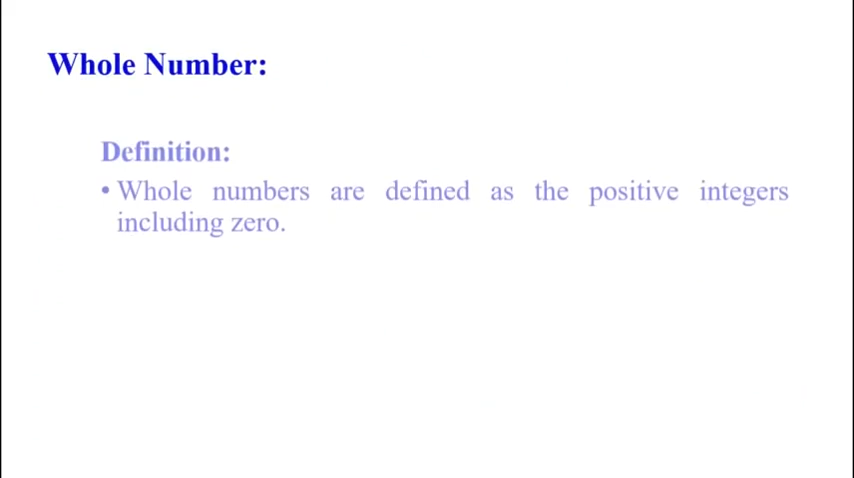 Whole Number:
Definition:
• Whole numbers are defined as the positive integers
including zero.